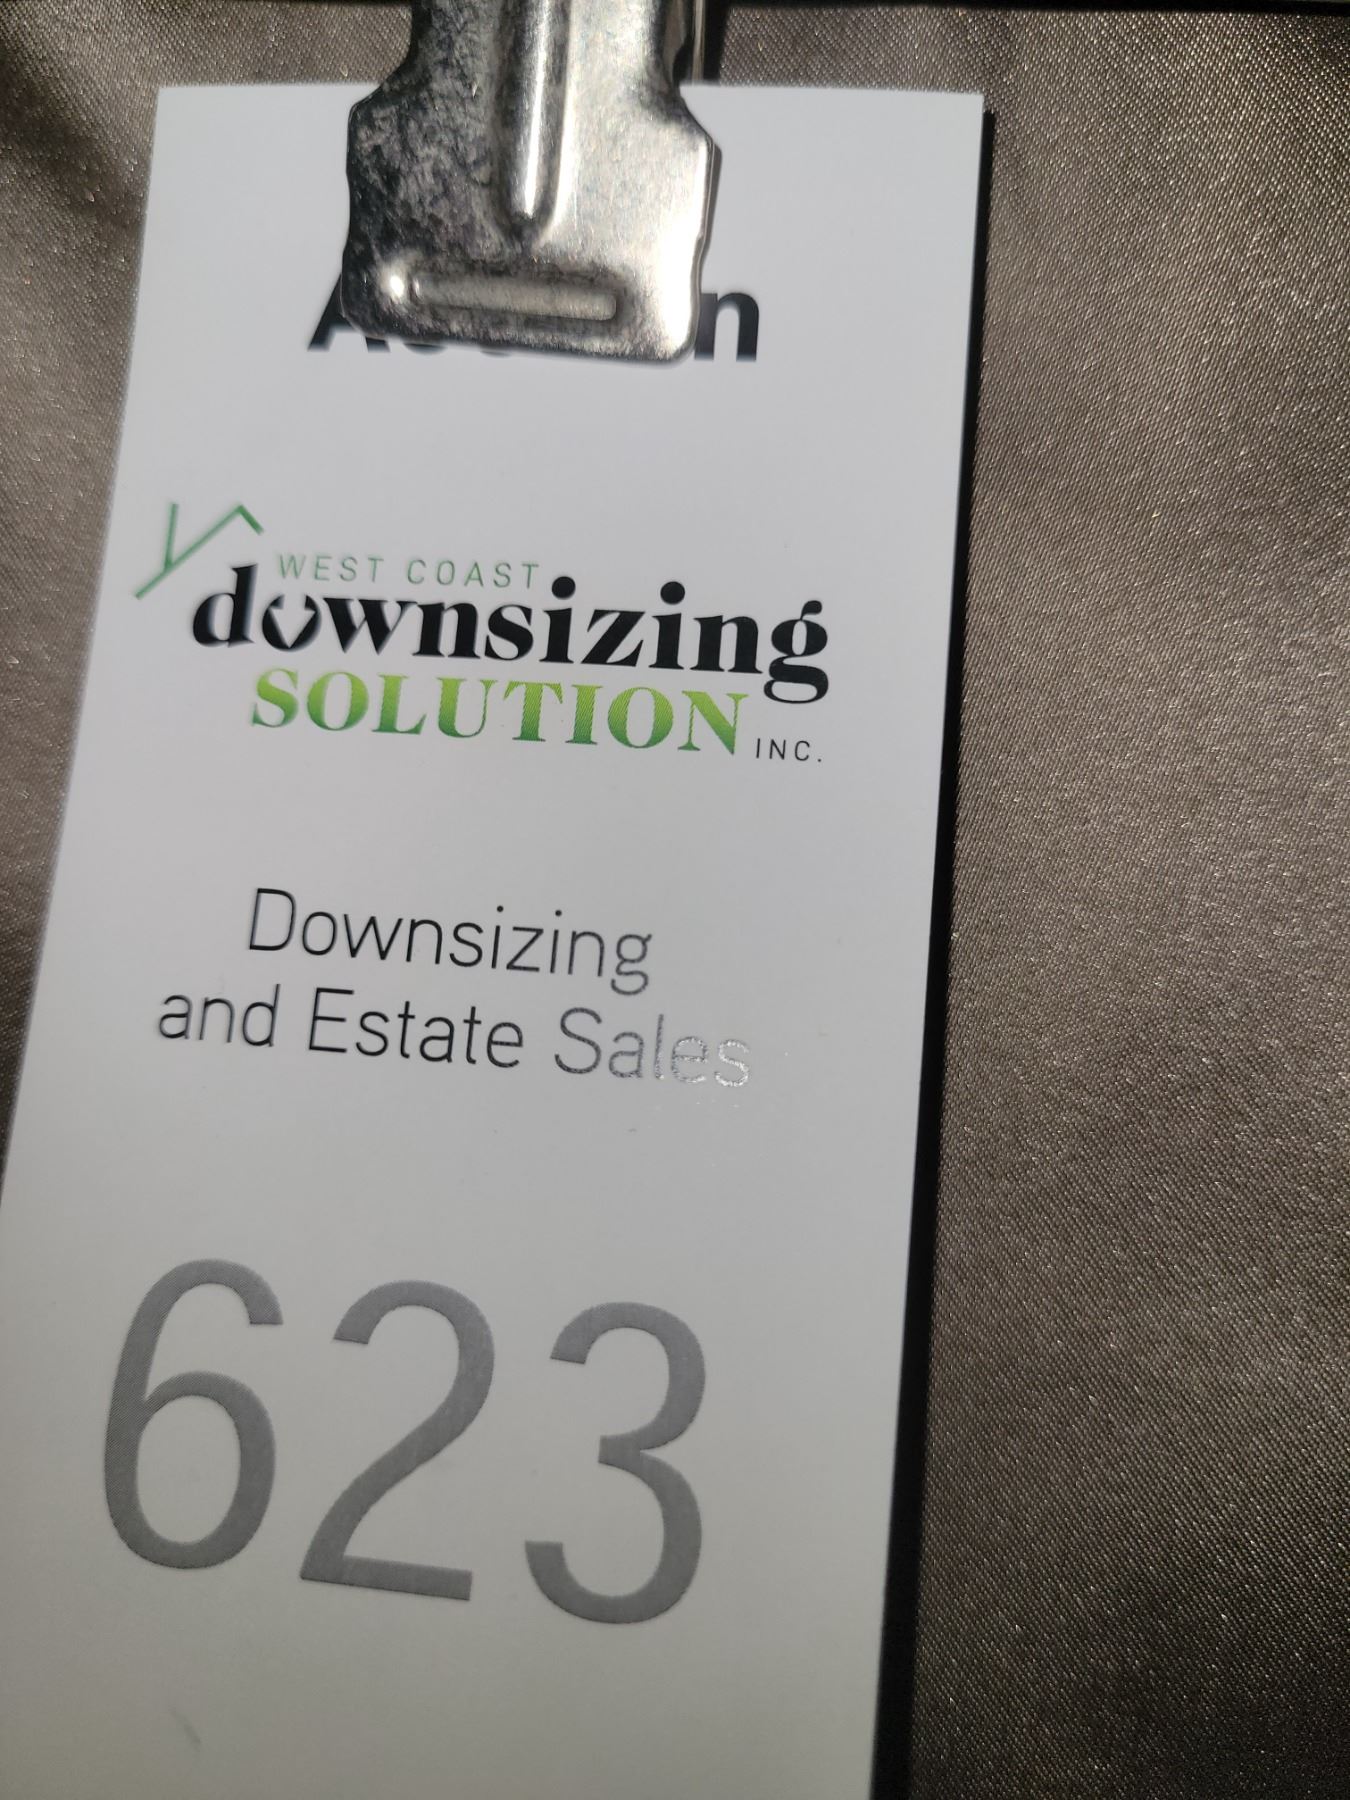 WEST COAST
downsizing
SOLUTION INC.
Downsizing
and Estate Sales
623